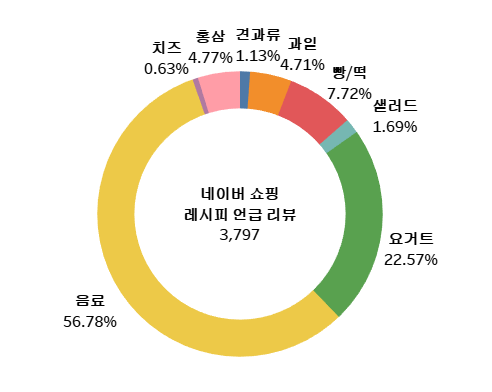 견과류
1.13%
과일
4.71%
빵/떡
7.72%
샐러드
1.69%
요거트
22.57%
음료
56.78%
치즈
0.63%
홍삼
4.77%
네이버 쇼핑
레시피 언급 리뷰
3,797